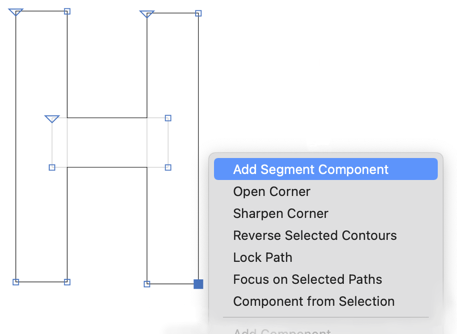 Add Segment Component
Open Corner
Sharpen Corner
Reverse Selected Contours
Lock Path
Focus on Selected Paths
Component from Selection
Add Component